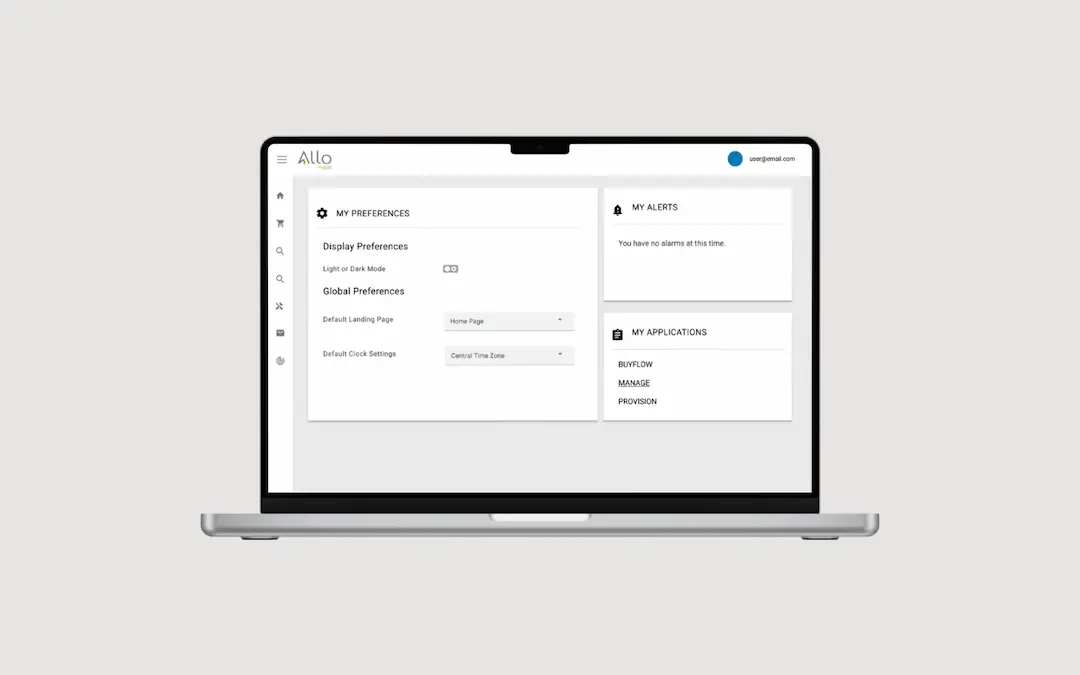 Allo
user@email.com
MY PREFERENCES
Display Preferences
Light or Dark Mode
Global Preferences
Default Landing Page
Home Page
Default Clock Settings
Central Time Zone
MY ALERTS
You have no alarms at this time.
MY APPLICATIONS
BUYFLOW
MANAGE
PROVISION